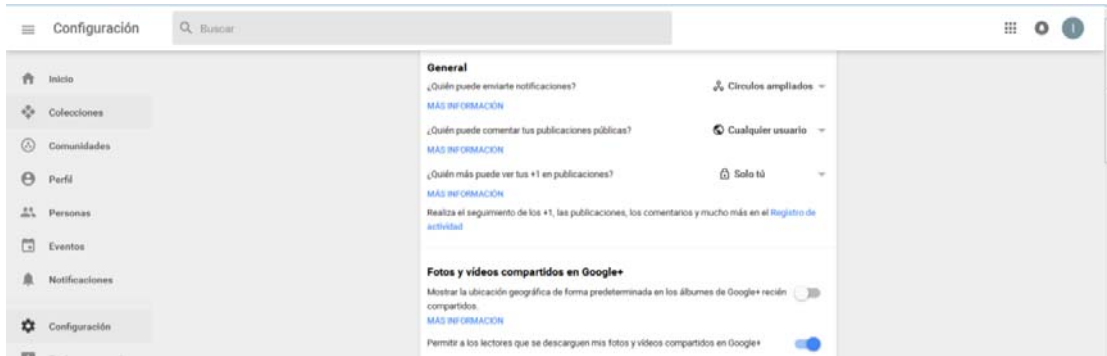 Configuración
Buscar
Inicio
Colecciones
Comunidades
Perfil
Personas
Eventos
Notificaciones
Configuración
General
¿Quién puede enviarte notificaciones?
Círculos ampliados
MÁS INFORMACIÓN
¿Quién puede comentar tus publicaciones públicas?
Cualquier usuario
MÁS INFORMACIÓN
¿Quién más puede ver tus +1 en publicaciones?
Solo tú
MÁS INFORMACIÓN
Realiza el seguimiento de los +1, las publicaciones, los comentarios y mucho más en el Registro de
actividad
Fotos y vídeos compartidos en Google+
Mostrar la ubicación geográfica de forma predeterminada en los álbumes de Google+ recién
compartidos.
MÁS INFORMACIÓN
Permitir a los lectores que se descarguen mis fotos y vídeos compartidos en Google+